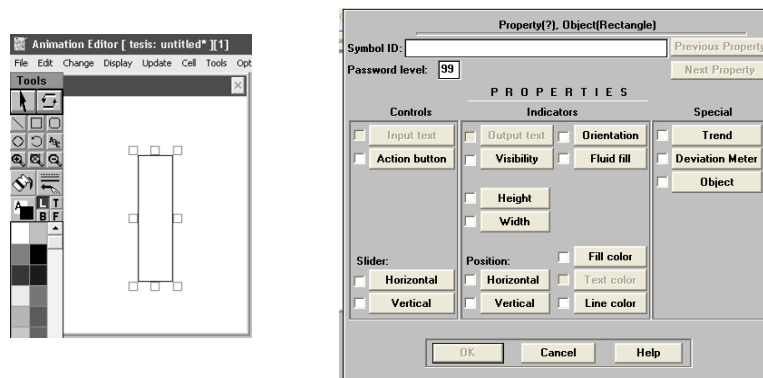 Animation Editor [ tesis: untitled* ][1]
File Edit Change Display Update Cell Tools Opt
Tools
Abc
A L T
B F
Property(?), Object(Rectangle)
Symbol ID: Previous Property
Password level: 99 Next Property
PROPERTIES
Controls Indicators Special
Input text Output text Orientation Trend
Action button Visibility Fluid fill Deviation Meter
Object
Height
Width
Slider: Position: Fill color
Horizontal Horizontal Text color
Vertical Vertical Line color
OK Cancel Help